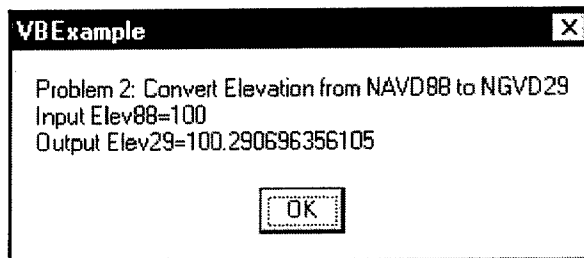 VBExample
Problem 2: Convert Elevation from NAVD88 to NGVD29
Input Elev88=100
Output Elev29=100.290696356105
OK